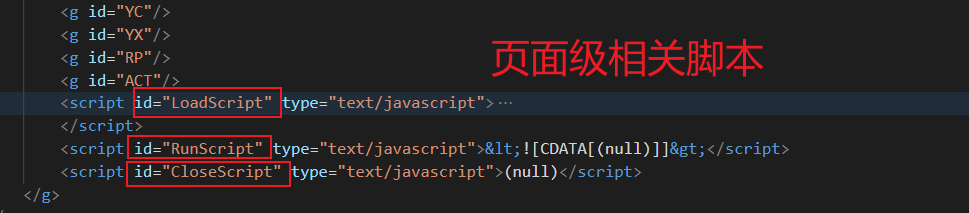 <g id="YC"/>
<g id="YX"/>
<g id="RP"/>
<g id="ACT"/>
页面级相关脚本
<script id="LoadScript" type="text/javascript">…
</script>
<script id="RunScript" type="text/javascript">&lt;![CDATA[(null)]]&gt;</script>
<script id="CloseScript" type="text/javascript">(null)</script>
</g>